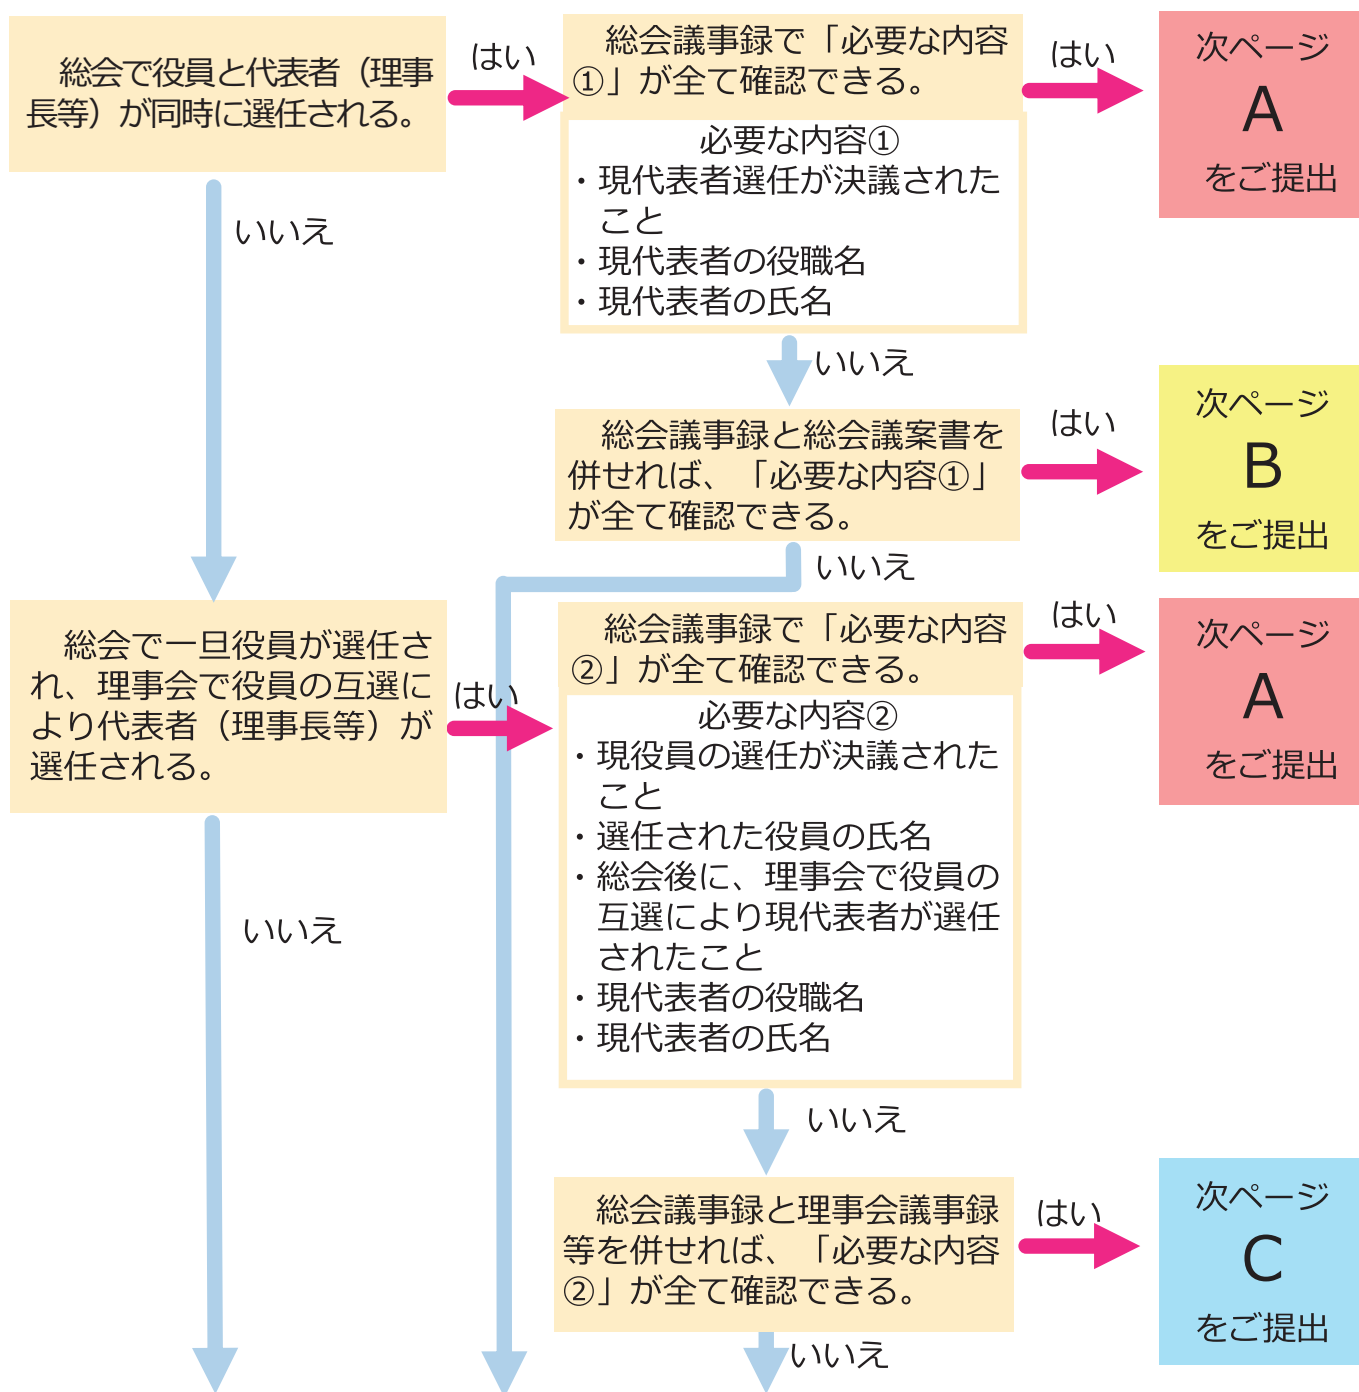 総会で役員と代表者（理事
長等）が同時に選任される。
はい
総会議事録で「必要な内容
①」が全て確認できる。
必要な内容①
・現代表者選任が決議された
こと
・現代表者の役職名
・現代表者の氏名
はい
次ページ
A
をご提出
いいえ
いいえ
総会議事録と総会議案書を
併せれば、「必要な内容①」
が全て確認できる。
はい
次ページ
B
をご提出
いいえ
総会で一旦役員が選任さ
れ、理事会で役員の互選に
より代表者（理事長等）が
選任される。
はい
総会議事録で「必要な内容
②」が全て確認できる。
必要な内容②
・現役員の選任が決議された
こと
・選任された役員の氏名
・総会後に、理事会で役員の
互選により現代表者が選任
されたこと
・現代表者の役職名
・現代表者の氏名
はい
次ページ
A
をご提出
いいえ
いいえ
総会議事録と理事会議事録
等を併せれば、「必要な内容
②」が全て確認できる。
はい
次ページ
C
をご提出
いいえ